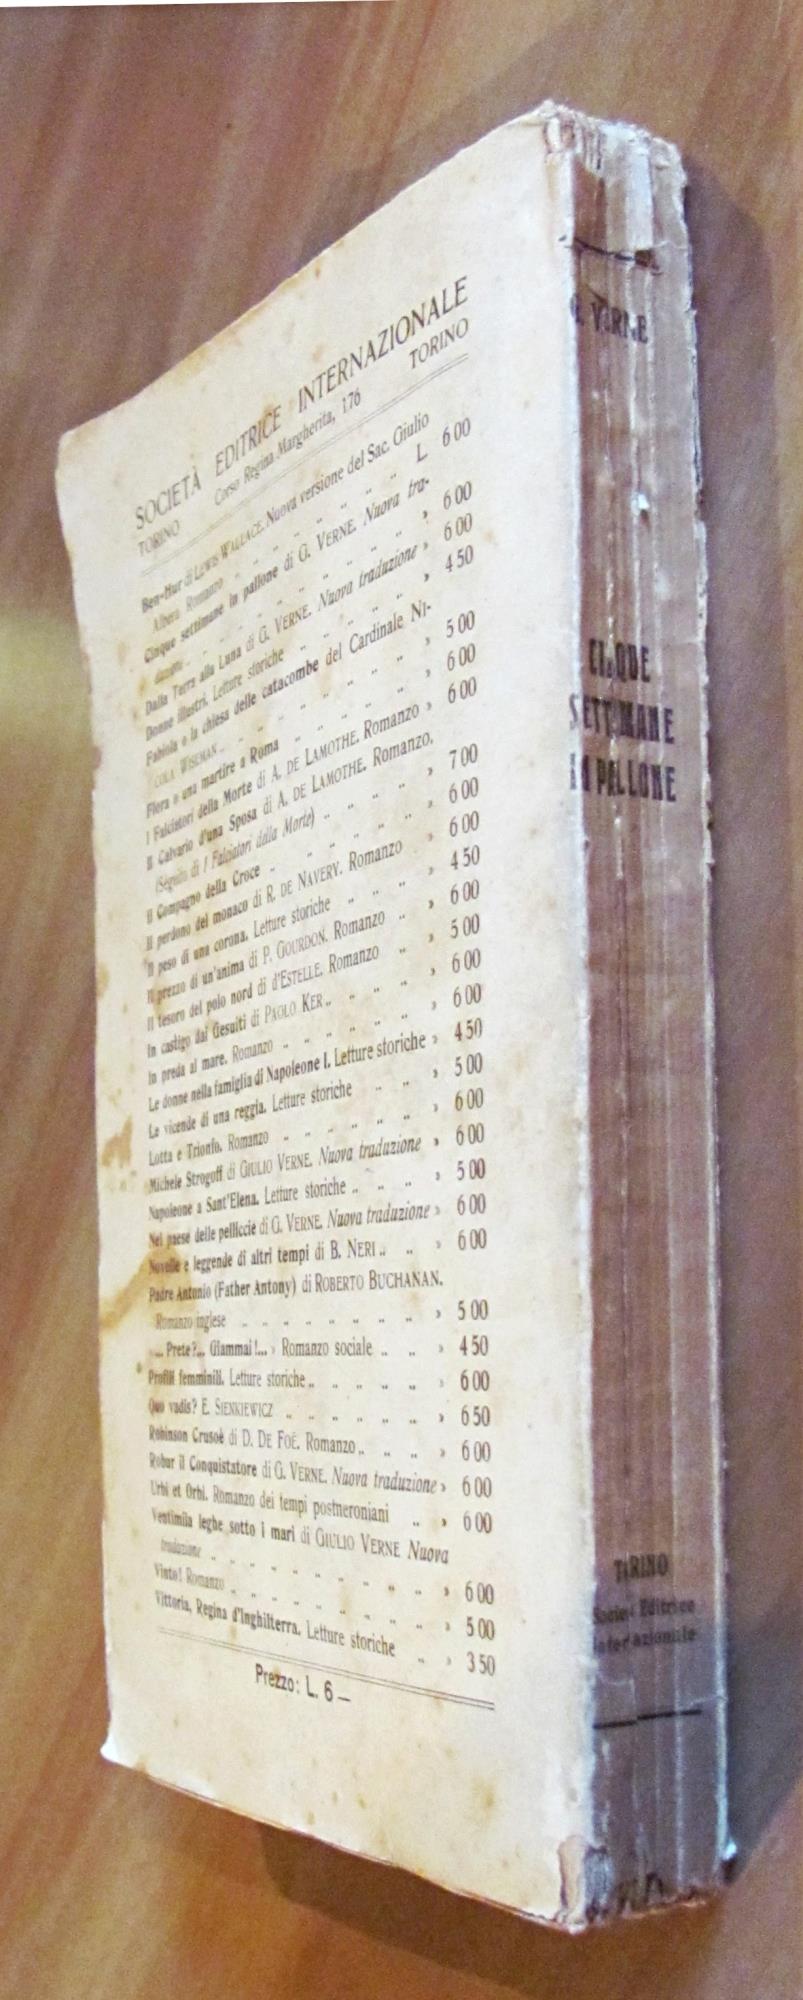 SOCIETÀ EDITRICE INTERNAZIONALE
TORINO Corso Regina Margherita, 176 TORINO
Ben-Hur di LEWIS WALLACE. Nuova versione del Sac. Giulio
Albera Romanzo .. .. .. .. .. .. L. 6 00
Cinque settimane in pallone di G. VERNE. Nuova tra-
duzione .. .. .. .. .. .. .. » 6 00
Dalla Terra alla Luna di G. VERNE. Nuova traduzione » 6 00
Donne illustri. Letture storiche .. .. .. .. » 4 50
Fabiola o la chiesa delle catacombe del Cardinale NI-
COLA WISEMAN .. .. .. .. .. .. » 5 00
Flora o una martire a Roma .. .. .. .. » 6 00
I Falciatori della Morte di A. DE LAMOTHE. Romanzo » 6 00
Il Calvario d'una Sposa di A. DE LAMOTHE. Romanzo.
(Seguito di I Falciatori della Morte) .. .. .. » 7 00
Il Compagno della Croce .. .. .. .. » 6 00
Il perdono del monaco di R. DE NAVERY. Romanzo » 6 00
Il peso di una corona. Letture storiche .. .. » 4 50
Il prezzo di un'anima di P. GOURDON. Romanzo .. » 6 00
Il tesoro del polo nord di d'ESTELLE. Romanzo .. » 5 00
In castigo dai Gesuiti di PAOLO KER .. .. .. » 6 00
In preda al mare. Romanzo .. .. .. .. » 6 00
Le donne nella famiglia di Napoleone I. Letture storiche » 4 50
Le vicende di una reggia. Letture storiche .. .. » 5 00
Lotta e Trionfo. Romanzo .. .. .. .. » 6 00
Michele Strogoff di GIULIO VERNE. Nuova traduzione » 6 00
Napoleone a Sant'Elena. Letture storiche .. .. .. » 5 00
Nel paese delle pelliccie di G. VERNE. Nuova traduzione » 6 00
Novelle e leggende di altri tempi di B. NERI .. .. » 6 00
Padre Antonio (Father Antony) di ROBERTO BUCHANAN.
Romanzo inglese .. .. .. .. .. .. » 5 00
... Prete?... Giammai!... » Romanzo sociale .. .. » 4 50
Profili femminili. Letture storiche .. .. .. .. » 6 00
Quo vadis? E. SIENKIEWICZ .. .. .. .. .. » 6 50
Robinson Crusoè di D. DE FOÉ. Romanzo .. .. .. » 6 00
Robur il Conquistatore di G. VERNE. Nuova traduzione » 6 00
Urbi et Orbi. Romanzo dei tempi postneroniani .. » 6 00
Ventimila leghe sotto i mari di GIULIO VERNE Nuova
traduzione .. .. .. .. .. .. .. » 6 00
Vinto! Romanzo .. .. .. .. .. .. » 5 00
Vittoria, Regina d'Inghilterra. Letture storiche .. » 3 50
Prezzo: L. 6 —
G. VERNE
CINQUE
SETTIMANE
IN PALLONE
TORINO
Società Editrice
Internazionale